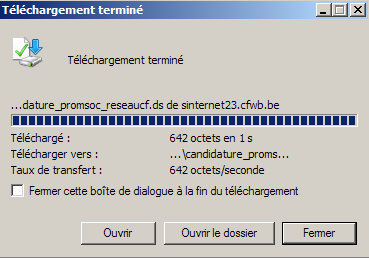 Téléchargement terminé
Téléchargement terminé
...dature_promsoc_reseaucf.ds de sinternet23.cfwb.be
Téléchargé : 642 octets en 1 s
Télécharger vers : ...\candidature_proms...
Taux de transfert : 642 octets/seconde
Fermer cette boîte de dialogue à la fin du téléchargement
Ouvrir Ouvrir le dossier Fermer